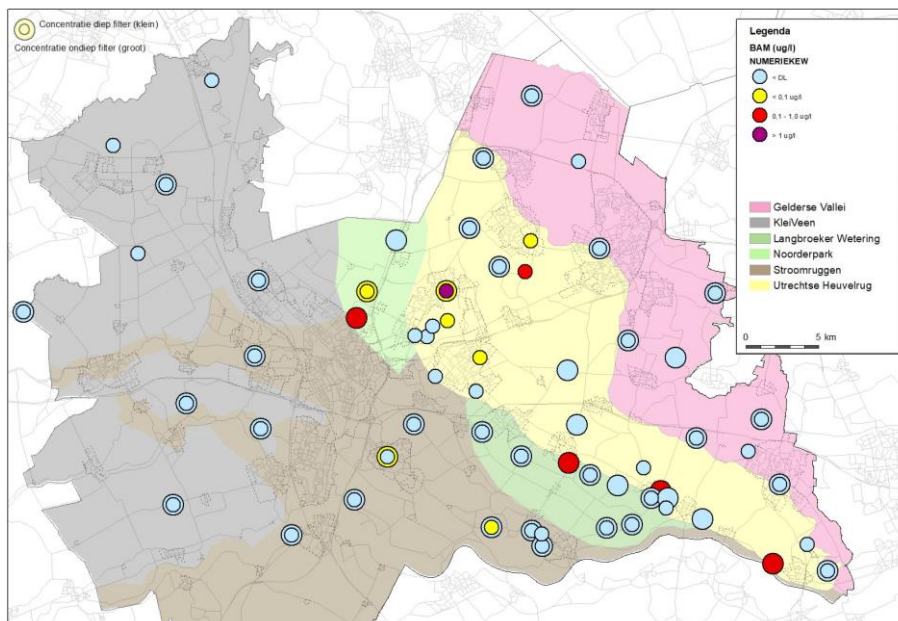 Concentratie diep filter (klein)
Concentratie ondiep filter (groot)
Legenda
BAM (ug/l)
NUMERIEKEW
< DL
< 0,1 ug/l
0,1 - 1,0 ug/l
> 1 ug/l
Gelderse Vallei
KleiVeen
Langbroeker Wetering
Noorderpark
Stroomruggen
Utrechtse Heuvelrug
0 5 km